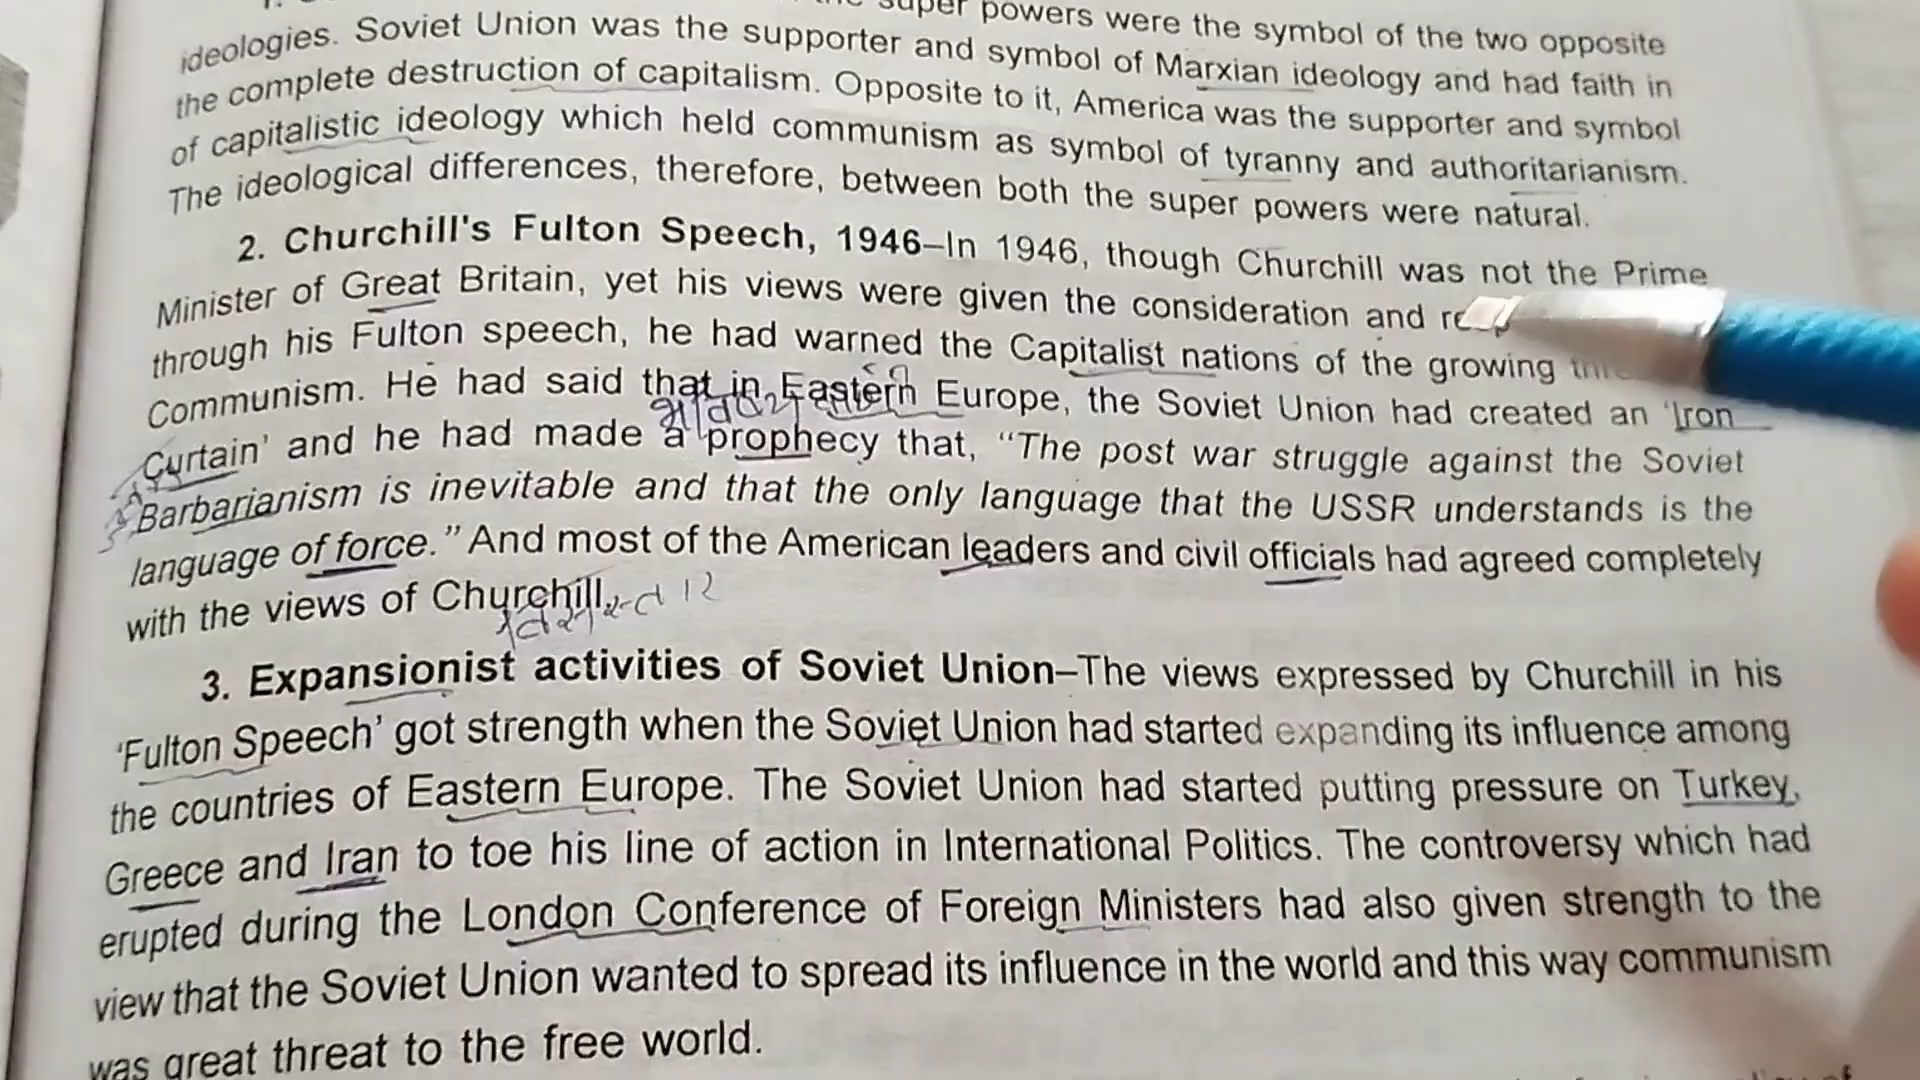 super powers were the symbol of the two opposite
ideologies. Soviet Union was the supporter and symbol of Marxian ideology and had faith in
the complete destruction of capitalism. Opposite to it, America was the supporter and symbol
of capitalistic ideology which held communism as symbol of tyranny and authoritarianism.
The ideological differences, therefore, between both the super powers were natural.
2. Churchill's Fulton Speech, 1946–In 1946, though Churchill was not the Prime
Minister of Great Britain, yet his views were given the consideration and
through his Fulton speech, he had warned the Capitalist nations of the growing
Communism. He had said that in Eastern Europe, the Soviet Union had created an 'Iron
Curtain' and he had made a prophecy that, “The post war struggle against the Soviet
Barbarianism is inevitable and that the only language that the USSR understands is the
language of force.” And most of the American leaders and civil officials had agreed completely
with the views of Churchill.
3. Expansionist activities of Soviet Union–The views expressed by Churchill in his
‘Fulton Speech’ got strength when the Soviet Union had started expanding its influence among
the countries of Eastern Europe. The Soviet Union had started putting pressure on Turkey,
Greece and Iran to toe his line of action in International Politics. The controversy which had
erupted during the London Conference of Foreign Ministers had also given strength to the
view that the Soviet Union wanted to spread its influence in the world and this way communism
was great threat to the free world.